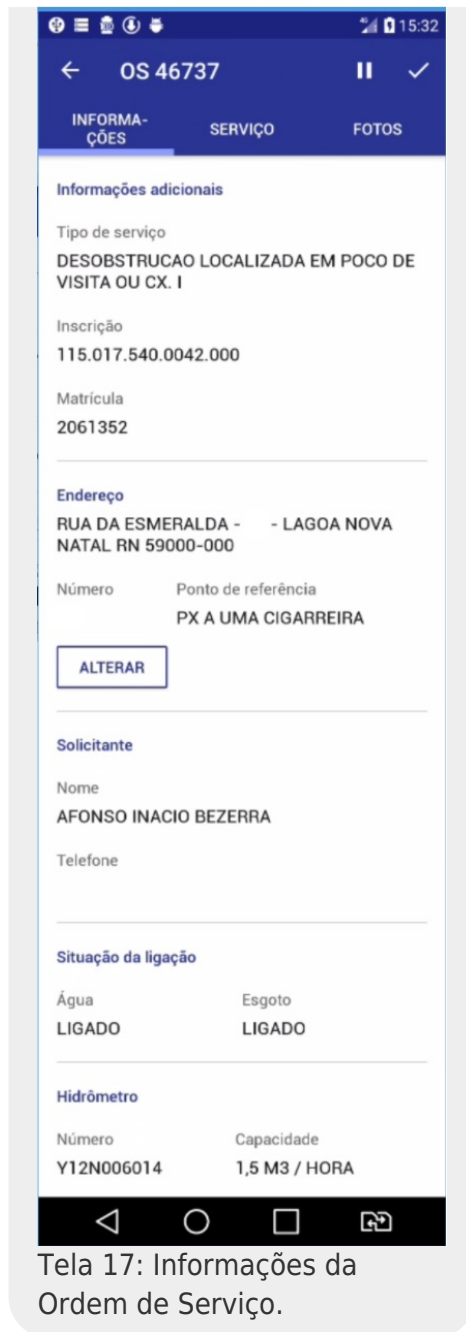 15:32
OS 46737
INFORMA-
ÇÕES
SERVIÇO
FOTOS
Informações adicionais
Tipo de serviço
DESOBSTRUCAO LOCALIZADA EM POCO DE
VISITA OU CX. I
Inscrição
115.017.540.0042.000
Matrícula
2061352
Endereço
RUA DA ESMERALDA - - LAGOA NOVA
NATAL RN 59000-000
Número Ponto de referência
PX A UMA CIGARREIRA
ALTERAR
Solicitante
Nome
AFONSO INACIO BEZERRA
Telefone
Situação da ligação
Água Esgoto
LIGADO LIGADO
Hidrômetro
Número Capacidade
Y12N006014 1,5 M3 / HORA
Tela 17: Informações da
Ordem de Serviço.